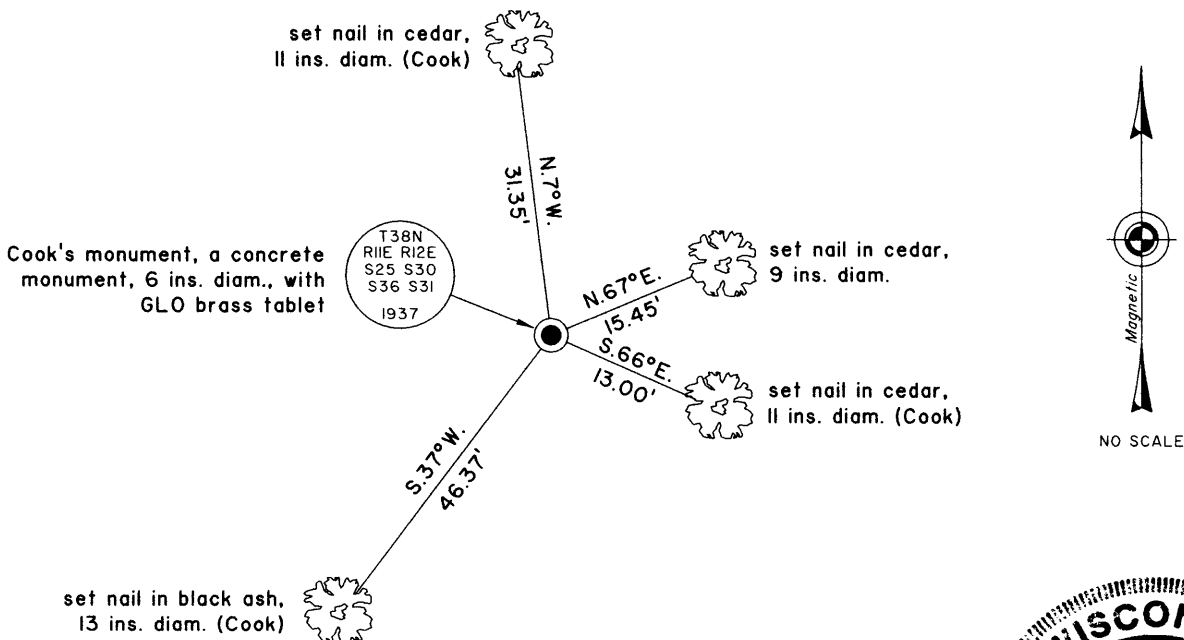 set nail in cedar,
11 ins. diam. (Cook)
N.7°W.
31.35'
Cook's monument, a concrete
monument, 6 ins. diam., with
GLO brass tablet
T38N
R11E R12E
S25 S30
S36 S31
1937
set nail in cedar,
9 ins. diam.
N.67°E.
15.45'
S.66°E.
13.00'
set nail in cedar,
11 ins. diam. (Cook)
S.37°W.
46.37'
set nail in black ash,
13 ins. diam. (Cook)
Magnetic
NO SCALE